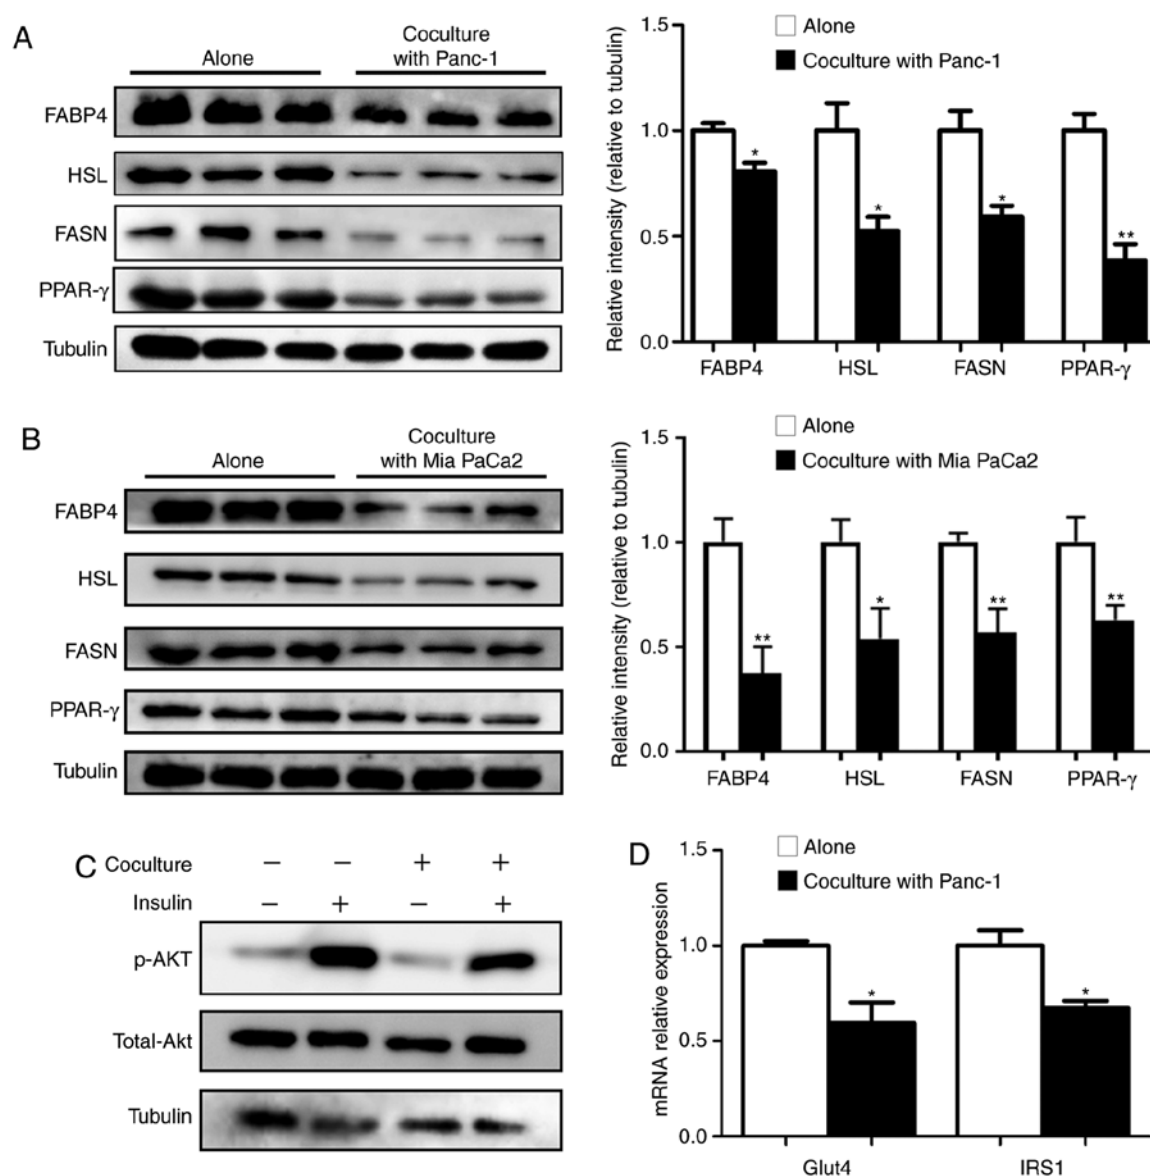 A
Alone
Coculture
with Panc-1
FABP4
HSL
FASN
PPAR-γ
Tubulin
Alone
Coculture with Panc-1
Relative intensity (relative to tubulin)
1.5
1.0
0.5
0.0
* * * **
FABP4 HSL FASN PPAR-γ
B
Alone
Coculture
with Mia PaCa2
FABP4
HSL
FASN
PPAR-γ
Tubulin
Alone
Coculture with Mia PaCa2
Relative intensity (relative to tubulin)
1.5
1.0
0.5
0.0
** * ** **
FABP4 HSL FASN PPAR-γ
C
Coculture − − + +
Insulin − + − +
p-AKT
Total-Akt
Tubulin
D
Alone
Coculture with Panc-1
mRNA relative expression
1.5
1.0
0.5
0.0
* *
Glut4 IRS1